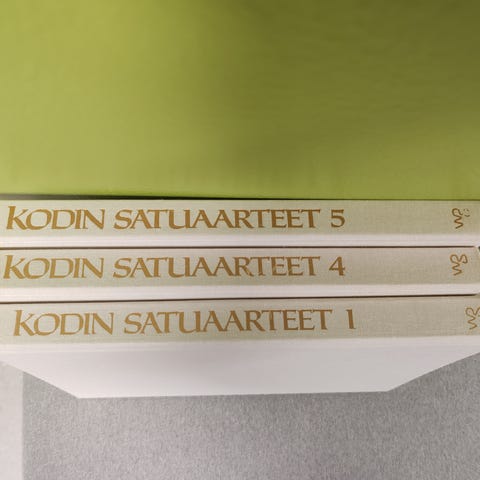 KODIN SATUAARTEET 5
KODIN SATUAARTEET 4
KODIN SATUAARTEET 1